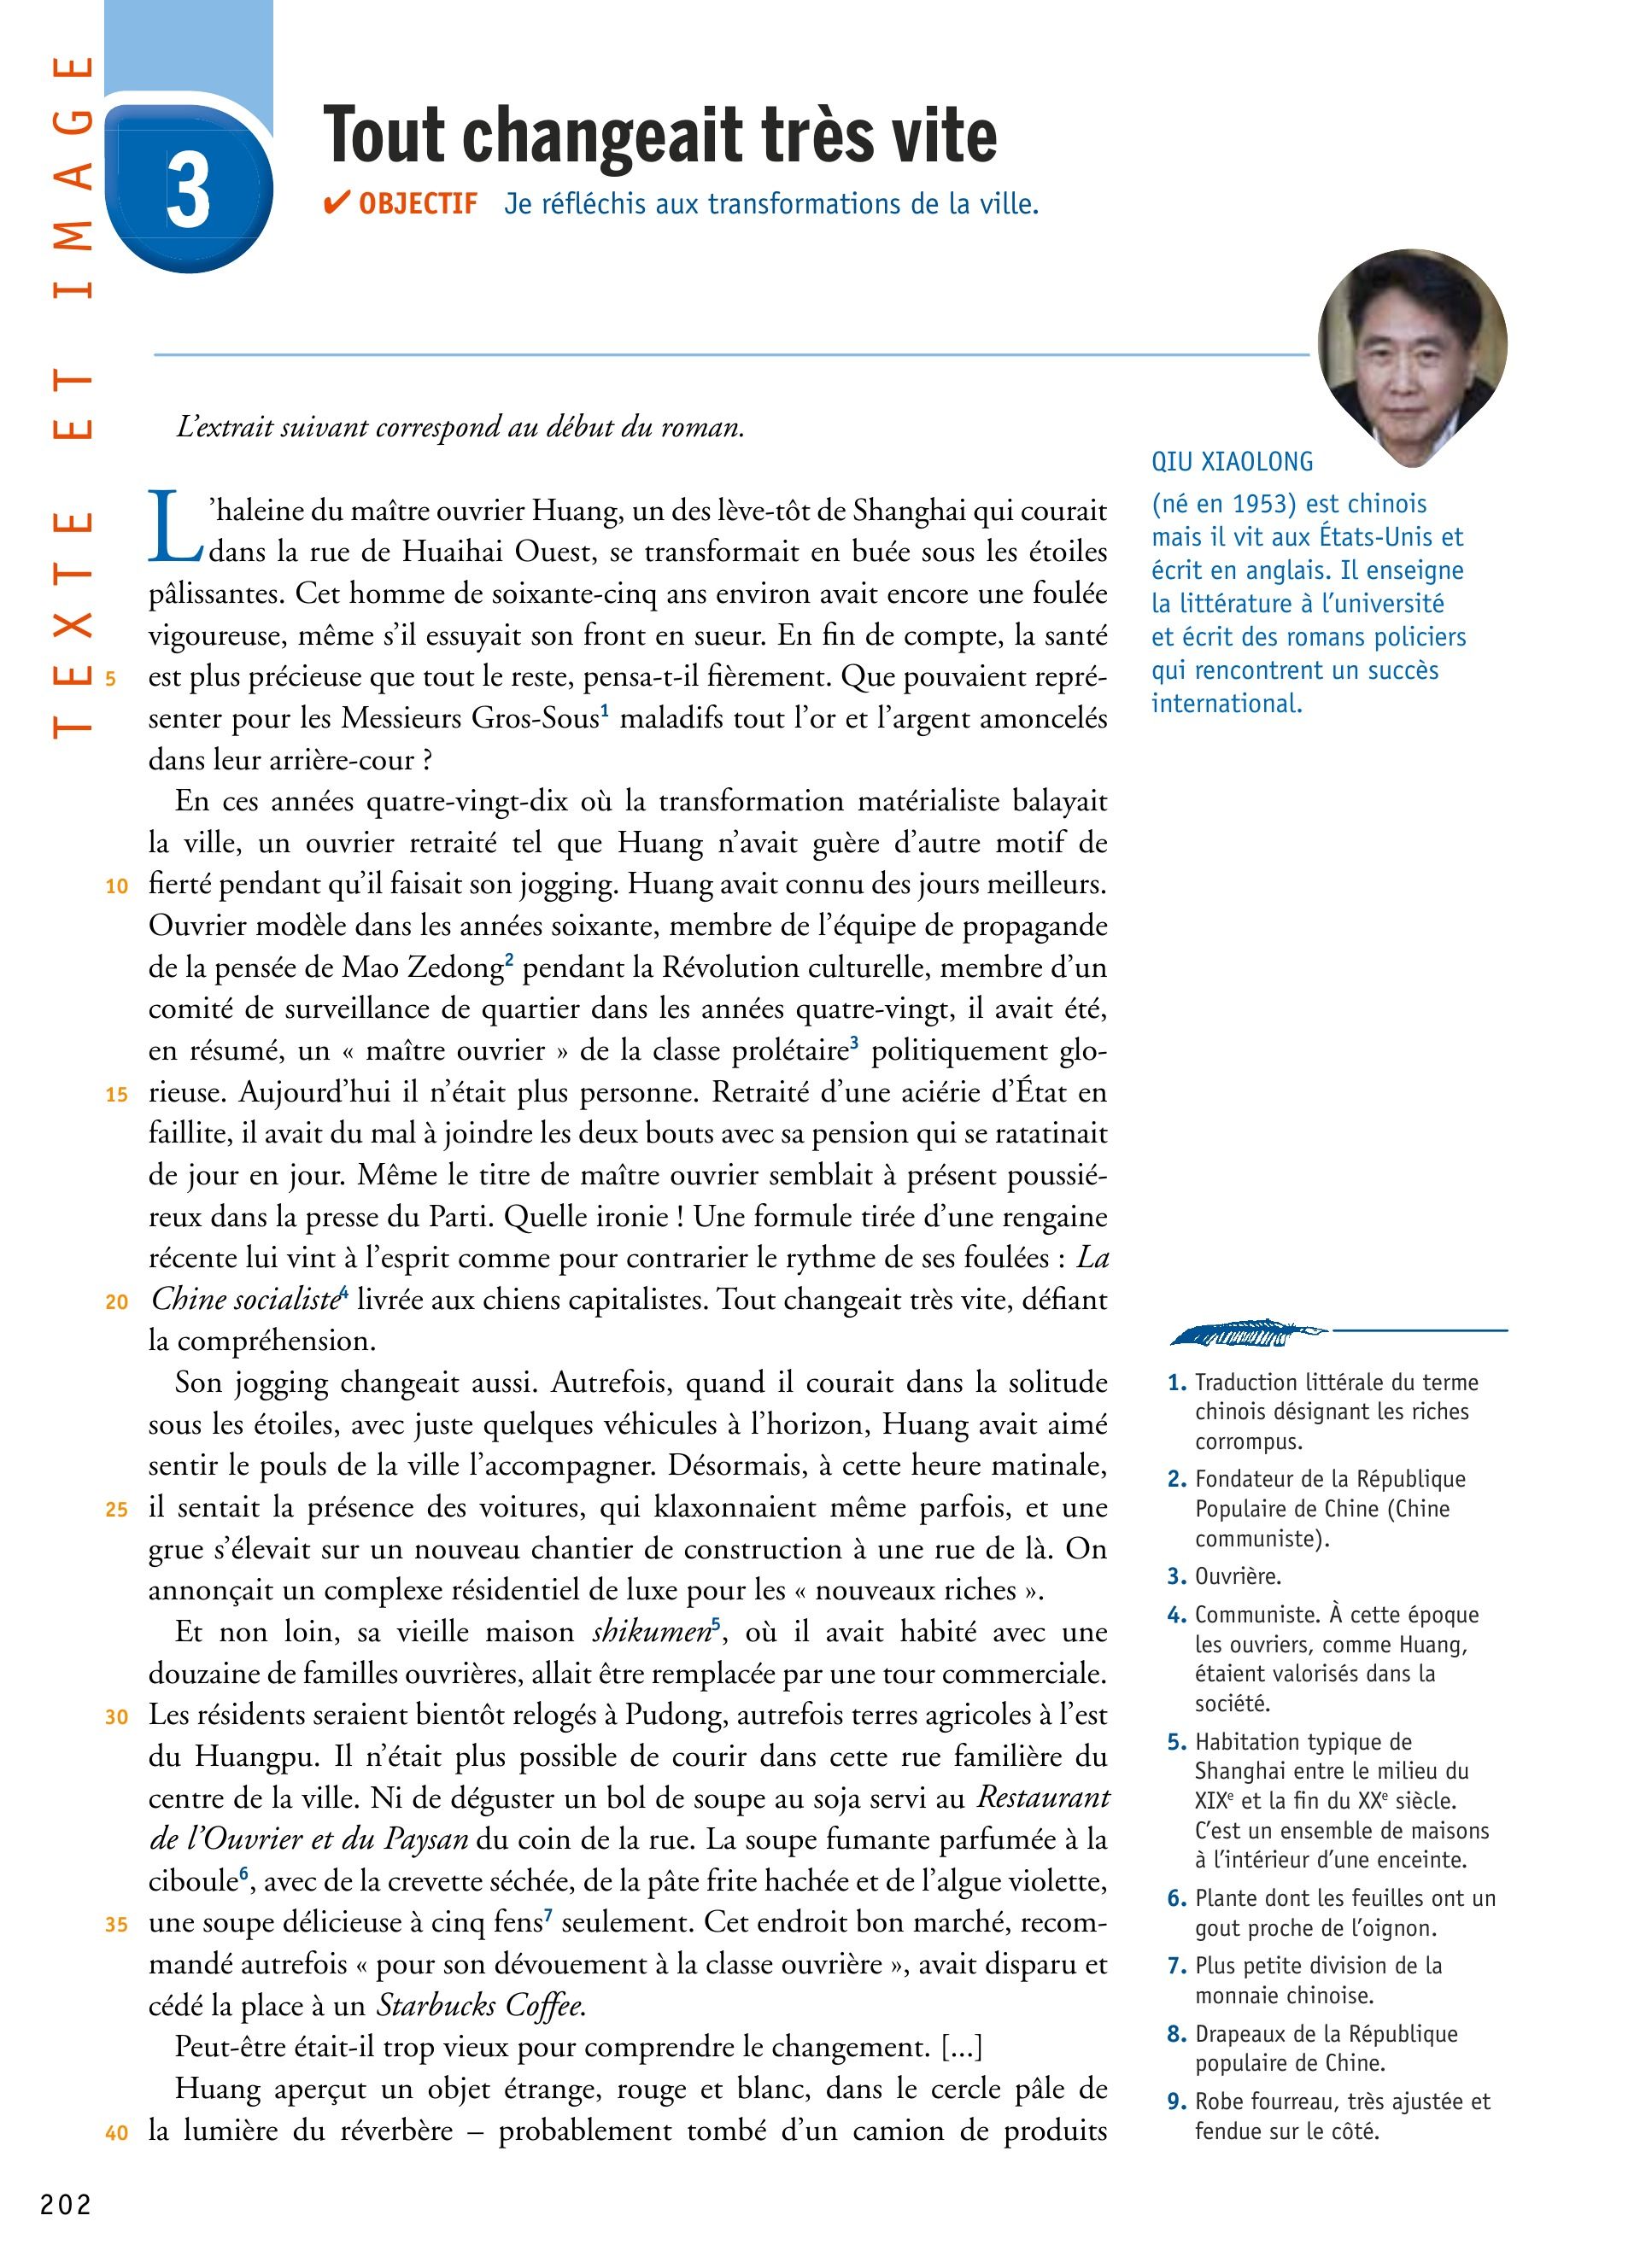 TEXTE ET IMAGE
3
Tout changeait très vite
✔ OBJECTIF Je réfléchis aux transformations de la ville.
L’extrait suivant correspond au début du roman.
L’haleine du maître ouvrier Huang, un des lève-tôt de Shanghai qui courait
dans la rue de Huaihai Ouest, se transformait en buée sous les étoiles
pâlissantes. Cet homme de soixante-cinq ans environ avait encore une foulée
vigoureuse, même s’il essuyait son front en sueur. En fin de compte, la santé
5 est plus précieuse que tout le reste, pensa-t-il fièrement. Que pouvaient repré-
senter pour les Messieurs Gros-Sous1 maladifs tout l’or et l’argent amoncelés
dans leur arrière-cour ?
En ces années quatre-vingt-dix où la transformation matérialiste balayait
la ville, un ouvrier retraité tel que Huang n’avait guère d’autre motif de
10 fierté pendant qu’il faisait son jogging. Huang avait connu des jours meilleurs.
Ouvrier modèle dans les années soixante, membre de l’équipe de propagande
de la pensée de Mao Zedong2 pendant la Révolution culturelle, membre d’un
comité de surveillance de quartier dans les années quatre-vingt, il avait été,
en résumé, un « maître ouvrier » de la classe prolétaire3 politiquement glo-
15 rieuse. Aujourd’hui il n’était plus personne. Retraité d’une aciérie d’État en
faillite, il avait du mal à joindre les deux bouts avec sa pension qui se ratatinait
de jour en jour. Même le titre de maître ouvrier semblait à présent poussié-
reux dans la presse du Parti. Quelle ironie ! Une formule tirée d’une rengaine
récente lui vint à l’esprit comme pour contrarier le rythme de ses foulées : La
20 Chine socialiste4 livrée aux chiens capitalistes. Tout changeait très vite, défiant
la compréhension.
Son jogging changeait aussi. Autrefois, quand il courait dans la solitude
sous les étoiles, avec juste quelques véhicules à l’horizon, Huang avait aimé
sentir le pouls de la ville l’accompagner. Désormais, à cette heure matinale,
25 il sentait la présence des voitures, qui klaxonnaient même parfois, et une
grue s’élevait sur un nouveau chantier de construction à une rue de là. On
annonçait un complexe résidentiel de luxe pour les « nouveaux riches ».
Et non loin, sa vieille maison shikumen5, où il avait habité avec une
douzaine de familles ouvrières, allait être remplacée par une tour commerciale.
30 Les résidents seraient bientôt relogés à Pudong, autrefois terres agricoles à l’est
du Huangpu. Il n’était plus possible de courir dans cette rue familière du
centre de la ville. Ni de déguster un bol de soupe au soja servi au Restaurant
de l’Ouvrier et du Paysan du coin de la rue. La soupe fumante parfumée à la
ciboule6, avec de la crevette séchée, de la pâte frite hachée et de l’algue violette,
35 une soupe délicieuse à cinq fens7 seulement. Cet endroit bon marché, recom-
mandé autrefois « pour son dévouement à la classe ouvrière », avait disparu et
cédé la place à un Starbucks Coffee.
Peut-être était-il trop vieux pour comprendre le changement. [...]
Huang aperçut un objet étrange, rouge et blanc, dans le cercle pâle de
40 la lumière du réverbère – probablement tombé d’un camion de produits
QIU XIAOLONG
(né en 1953) est chinois
mais il vit aux États-Unis et
écrit en anglais. Il enseigne
la littérature à l’université
et écrit des romans policiers
qui rencontrent un succès
international.
1. Traduction littérale du terme
chinois désignant les riches
corrompus.
2. Fondateur de la République
Populaire de Chine (Chine
communiste).
3. Ouvrière.
4. Communiste. À cette époque
les ouvriers, comme Huang,
étaient valorisés dans la
société.
5. Habitation typique de
Shanghai entre le milieu du
XIXe et la fin du XXe siècle.
C’est un ensemble de maisons
à l’intérieur d’une enceinte.
6. Plante dont les feuilles ont un
gout proche de l’oignon.
7. Plus petite division de la
monnaie chinoise.
8. Drapeaux de la République
populaire de Chine.
9. Robe fourreau, très ajustée et
fendue sur le côté.
202